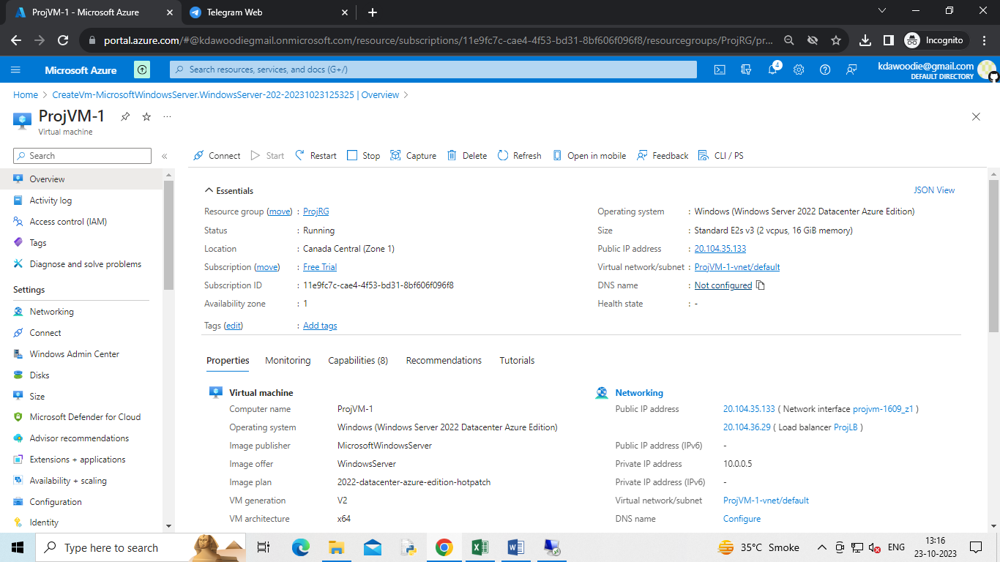 ProjVM-1 - Microsoft Azure
Telegram Web
portal.azure.com/#@kdawoodiegmail.onmicrosoft.com/resource/subscriptions/11e9fc7c-cae4-4f53-bd31-8bf606f096f8/resourcegroups/ProjRG/pr...
Incognito
Microsoft Azure
Search resources, services, and docs (G+/)
4
kdawoodie@gmail.com
DEFAULT DIRECTORY
Home > CreateVm-MicrosoftWindowsServer.WindowsServer-202-20231023125325 | Overview >
ProjVM-1
Virtual machine
Search
«
Connect Start Restart Stop Capture Delete Refresh Open in mobile Feedback CLI / PS
Overview
Activity log
Access control (IAM)
Tags
Diagnose and solve problems
Settings
Networking
Connect
Windows Admin Center
Disks
Size
Microsoft Defender for Cloud
Advisor recommendations
Extensions + applications
Availability + scaling
Configuration
Identity
Essentials
JSON View
Resource group (move) : ProjRG
Status : Running
Location : Canada Central (Zone 1)
Subscription (move) : Free Trial
Subscription ID : 11e9fc7c-cae4-4f53-bd31-8bf606f096f8
Availability zone : 1
Tags (edit) : Add tags
Operating system : Windows (Windows Server 2022 Datacenter Azure Edition)
Size : Standard E2s v3 (2 vcpus, 16 GiB memory)
Public IP address : 20.104.35.133
Virtual network/subnet : ProjVM-1-vnet/default
DNS name : Not configured
Health state : -
Properties Monitoring Capabilities (8) Recommendations Tutorials
Virtual machine
Computer name ProjVM-1
Operating system Windows (Windows Server 2022 Datacenter Azure Edition)
Image publisher MicrosoftWindowsServer
Image offer WindowsServer
Image plan 2022-datacenter-azure-edition-hotpatch
VM generation V2
VM architecture x64
Networking
Public IP address 20.104.35.133 ( Network interface projvm-1609_z1 )
20.104.36.29 ( Load balancer ProjLB )
Public IP address (IPv6) -
Private IP address 10.0.0.5
Private IP address (IPv6) -
Virtual network/subnet ProjVM-1-vnet/default
DNS name Configure
Type here to search
35°C Smoke
ENG
13:16
23-10-2023